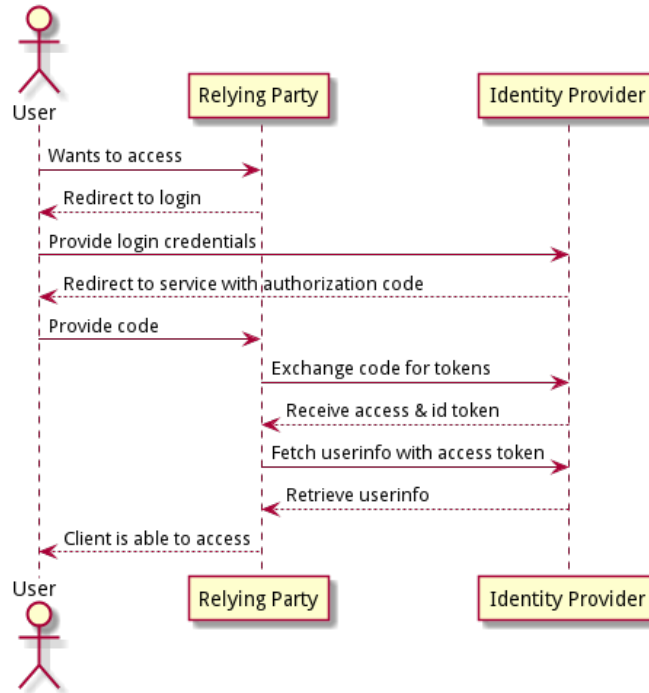 Relying Party
Identity Provider
User
Wants to access
Redirect to login
Provide login credentials
Redirect to service with authorization code
Provide code
Exchange code for tokens
Receive access & id token
Fetch userinfo with access token
Retrieve userinfo
Client is able to access
User
Relying Party
Identity Provider